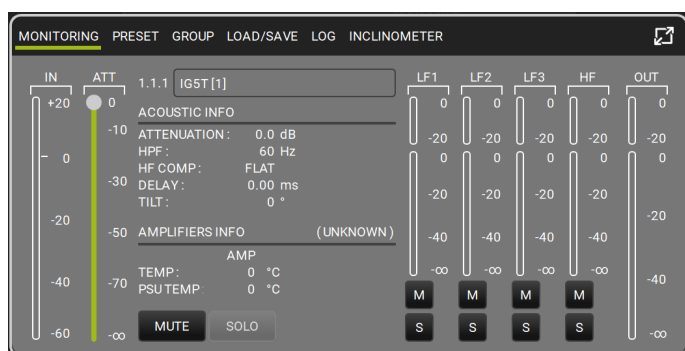 MONITORING PRESET GROUP LOAD/SAVE LOG INCLINOMETER
IN ATT LF1 LF2 LF3 HF OUT
1.1.1 IG5T [1]
+20 0 0 0 0 0 0
ACOUSTIC INFO
-10 ATTENUATION : 0.0 dB -20 -20 -20 -20 -20
HPF : 60 Hz
0 0 0 0 0 0
HF COMP : FLAT
-30 DELAY : 0.00 ms
-20 -20 -20 -20
TILT : 0 °
-20 -20
-50 AMPLIFIERS INFO (UNKNOWN) -40 -40 -40 -40
AMP
TEMP : 0 °C -∞ -∞ -∞ -∞
-40 -70 PSU TEMP : 0 °C -40
M M M M
-60 -∞ MUTE SOLO S S S S -∞